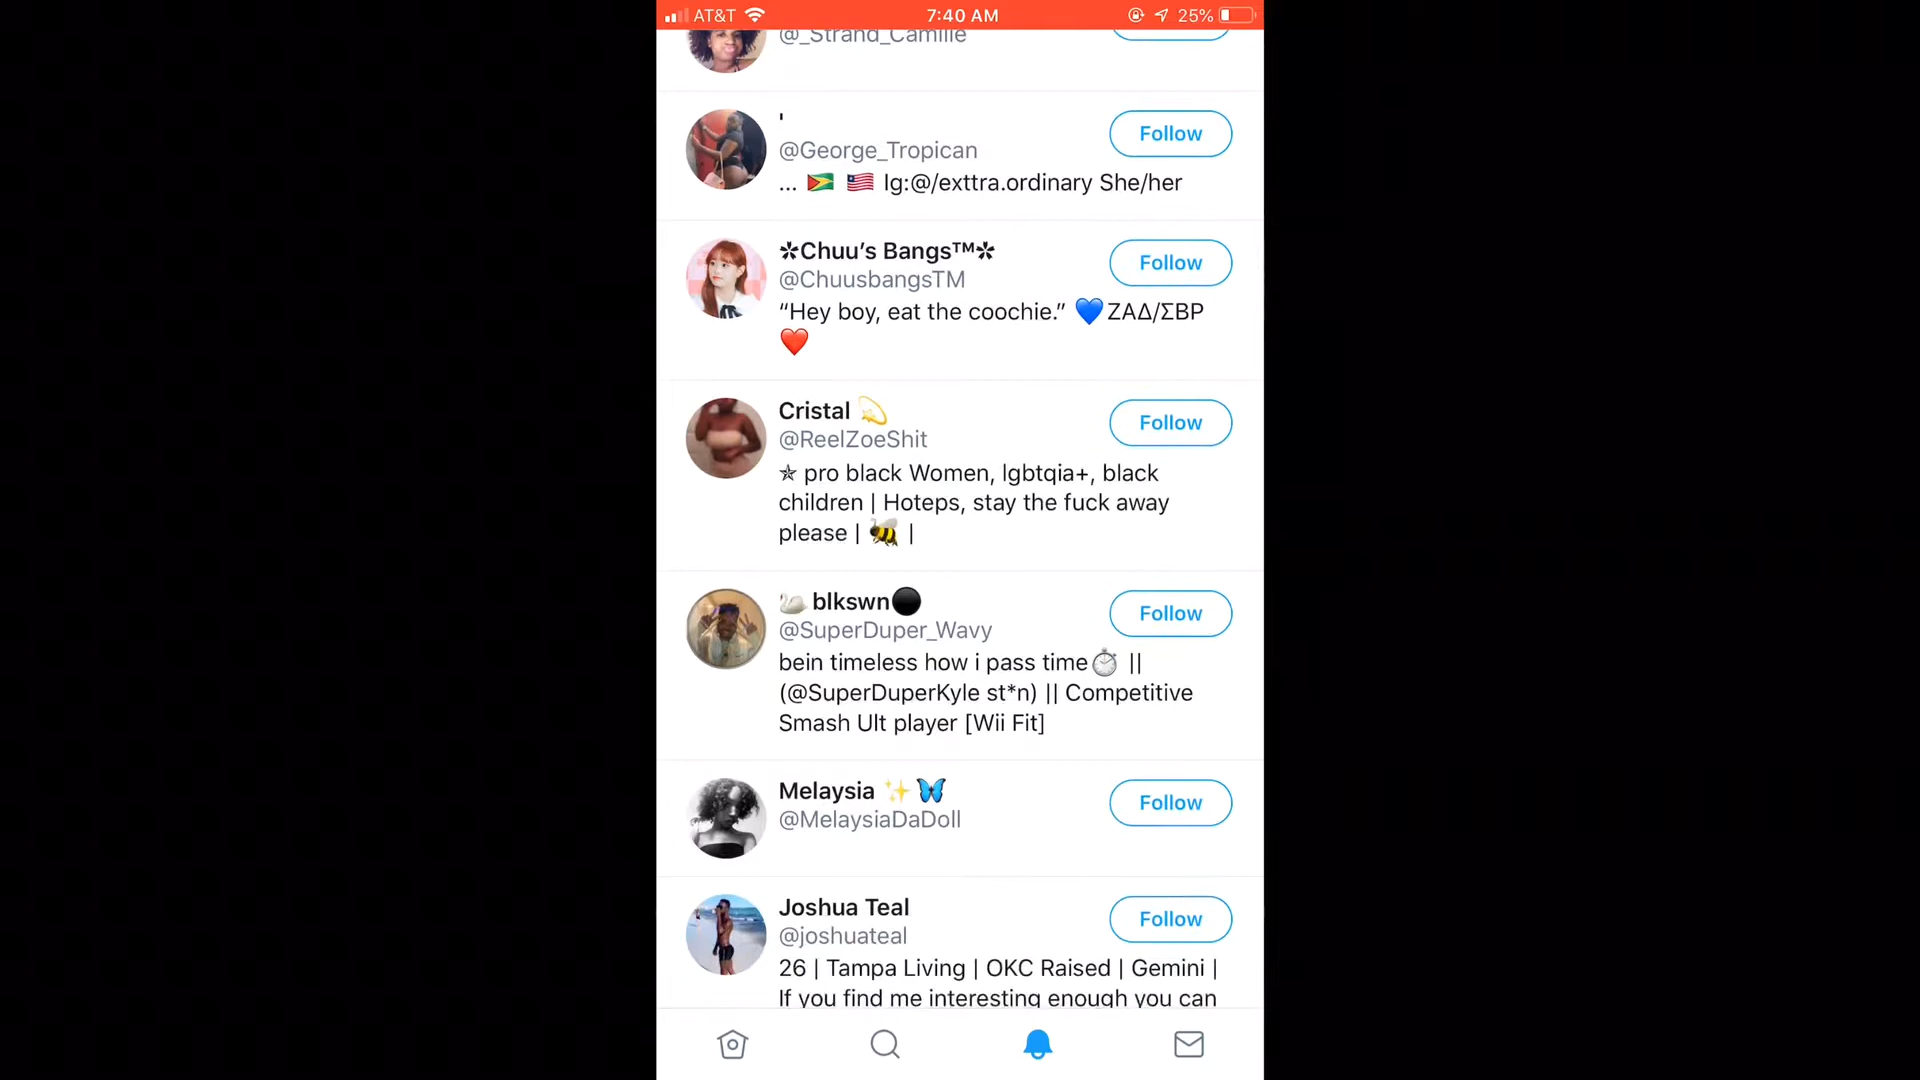 AT&T 7:40 AM 25%
@_Strand_Camille
'
Follow
@George_Tropican
... 🇬🇾 🇱🇷 Ig:@/exttra.ordinary She/her
✲Chuu’s Bangs™✲
Follow
@ChuusbangsTM
“Hey boy, eat the coochie.” 💙ΖΑΔ/ΣΒΡ
❤️
Cristal 💫
Follow
@ReelZoeShit
✯ pro black Women, lgbtqia+, black
children | Hoteps, stay the fuck away
please | 🐝 |
🦢 blkswn⚫
Follow
@SuperDuper_Wavy
bein timeless how i pass time⏱ ||
(@SuperDuperKyle st*n) || Competitive
Smash Ult player [Wii Fit]
Melaysia ✨🦋
Follow
@MelaysiaDaDoll
Joshua Teal
Follow
@joshuateal
26 | Tampa Living | OKC Raised | Gemini |
If you find me interesting enough you can